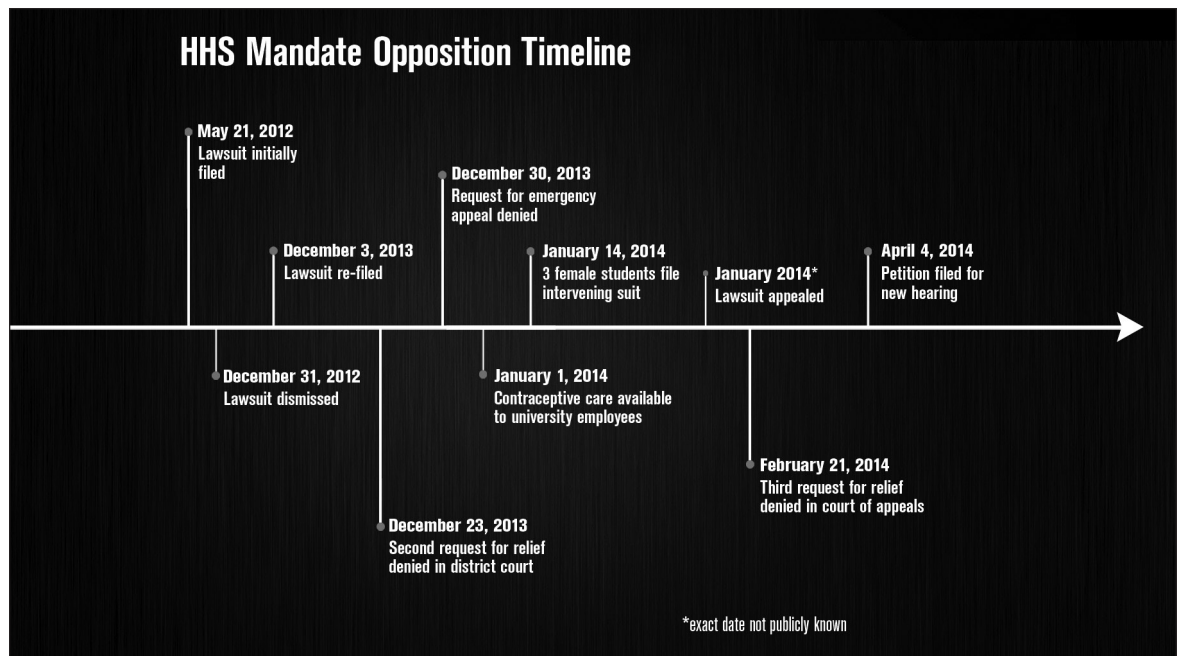 HHS Mandate Opposition Timeline
May 21, 2012
Lawsuit initially
filed
December 30, 2013
Request for emergency
appeal denied
December 3, 2013
Lawsuit re-filed
January 14, 2014
3 female students file
intervening suit
January 2014*
Lawsuit appealed
April 4, 2014
Petition filed for
new hearing
December 31, 2012
Lawsuit dismissed
January 1, 2014
Contraceptive care available
to university employees
February 21, 2014
Third request for relief
denied in court of appeals
December 23, 2013
Second request for relief
denied in district court
*exact date not publicly known